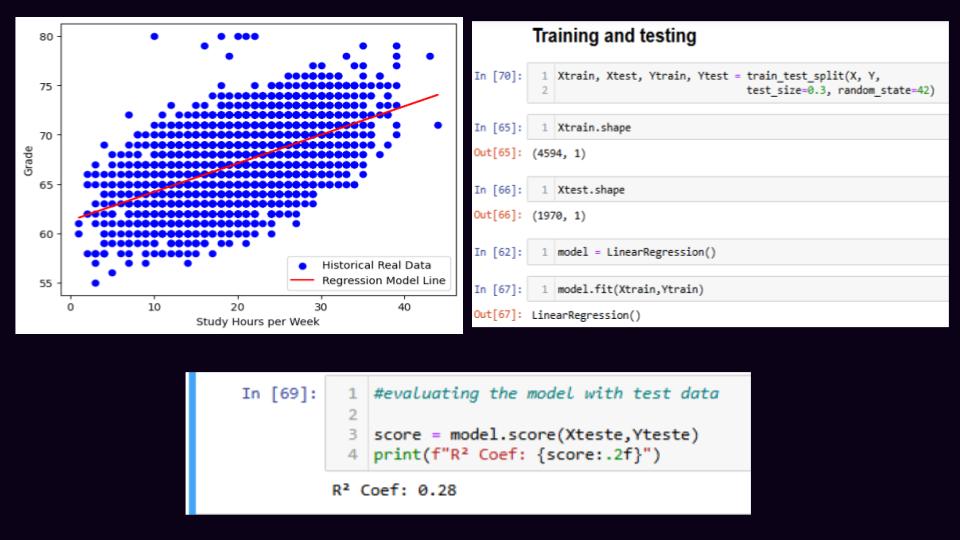 80
75
70
65
60
55
Grade
0 10 20 30 40
Study Hours per Week
Historical Real Data
Regression Model Line
Training and testing
In [70]: 1 Xtrain, Xtest, Ytrain, Ytest = train_test_split(X, Y,
2 test_size=0.3, random_state=42)
In [65]: 1 Xtrain.shape
Out[65]: (4594, 1)
In [66]: 1 Xtest.shape
Out[66]: (1970, 1)
In [62]: 1 model = LinearRegression()
In [67]: 1 model.fit(Xtrain,Ytrain)
Out[67]: LinearRegression()
In [69]: 1 #evaluating the model with test data
2
3 score = model.score(Xteste,Yteste)
4 print(f"R² Coef: {score:.2f}")
R² Coef: 0.28